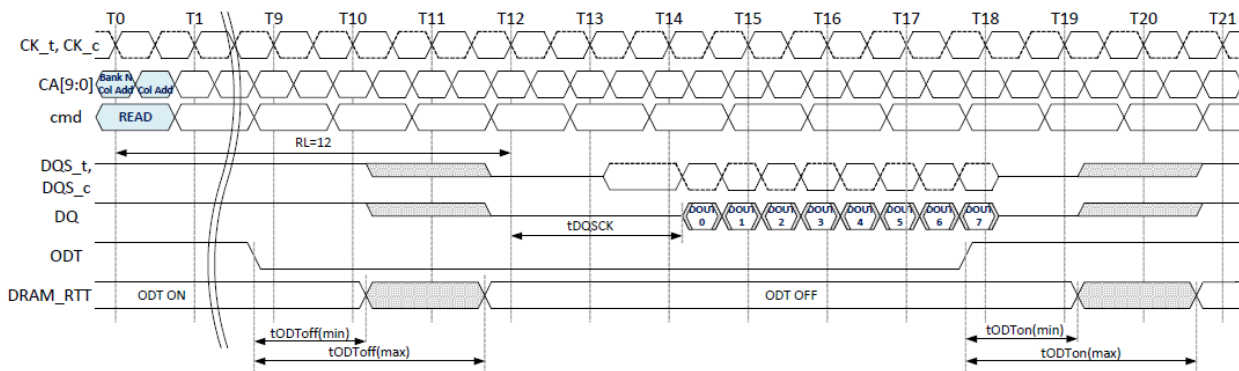 T0 T1 T9 T10 T11 T12 T13 T14 T15 T16 T17 T18 T19 T20 T21
CK_t, CK_c
Bank N
CA[9:0] Col Add Col Add
cmd READ
RL=12
DQS_t,
DQS_c
DQ DOUT DOUT DOUT DOUT DOUT DOUT DOUT DOUT
0 1 2 3 4 5 6 7
tDQSCK
ODT
DRAM_RTT ODT ON ODT OFF
tODToff(min) tODTon(min)
tODToff(max) tODTon(max)